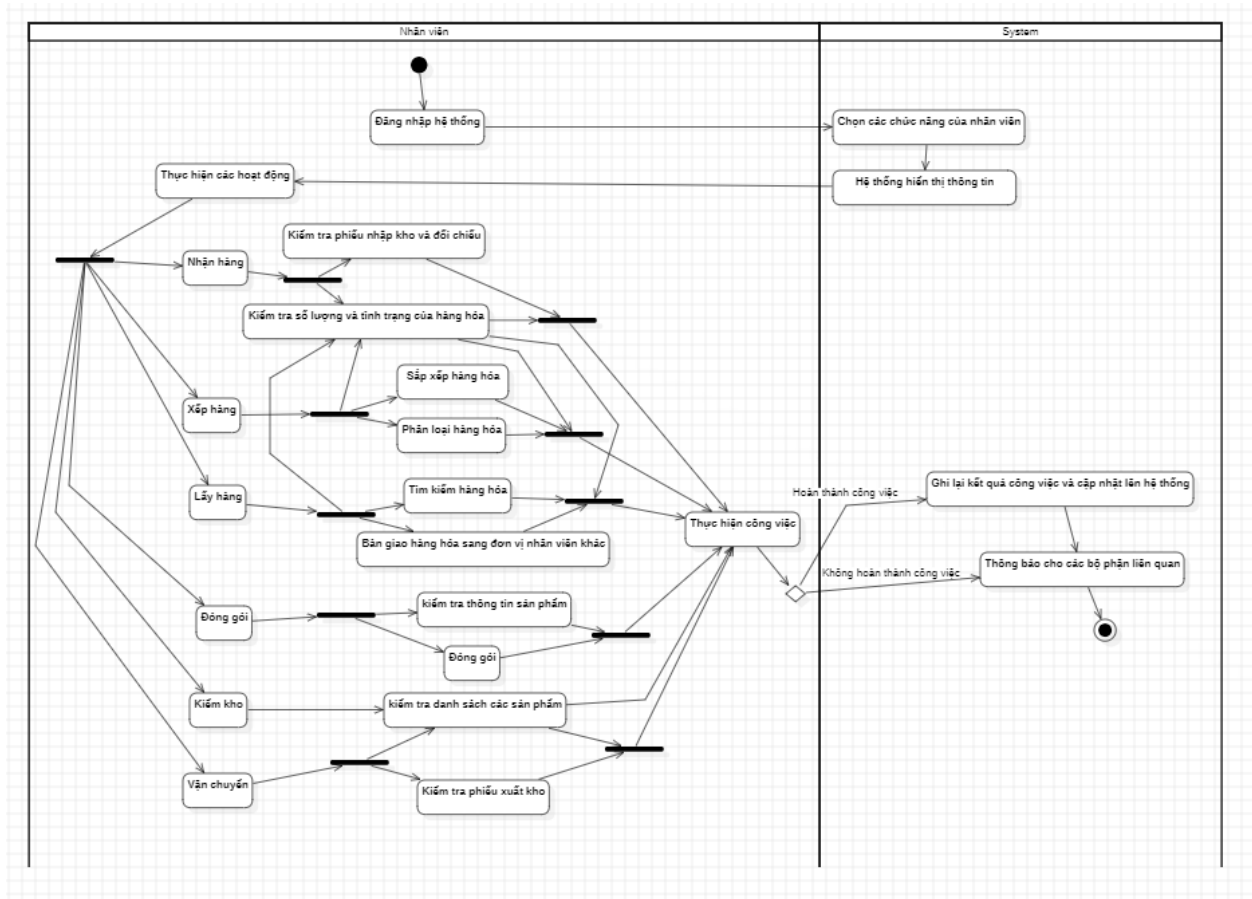 Nhân viên
System
Đăng nhập hệ thống
Chọn các chức năng của nhân viên
Thực hiện các hoạt động
Hệ thống hiển thị thông tin
Kiểm tra phiếu nhập kho và đối chiếu
Nhận hàng
Kiểm tra số lượng và tình trạng của hàng hóa
Sắp xếp hàng hóa
Xếp hàng
Phân loại hàng hóa
Lấy hàng
Tìm kiếm hàng hóa
Hoàn thành công việc
Ghi lại kết quả công việc và cập nhật lên hệ thống
Thực hiện công việc
Bàn giao hàng hóa sang đơn vị nhân viên khác
Thông báo cho các bộ phận liên quan
Không hoàn thành công việc
kiểm tra thông tin sản phẩm
Đóng gói
Đóng gói
Kiểm kho
kiểm tra danh sách các sản phẩm
Vận chuyển
Kiểm tra phiếu xuất kho